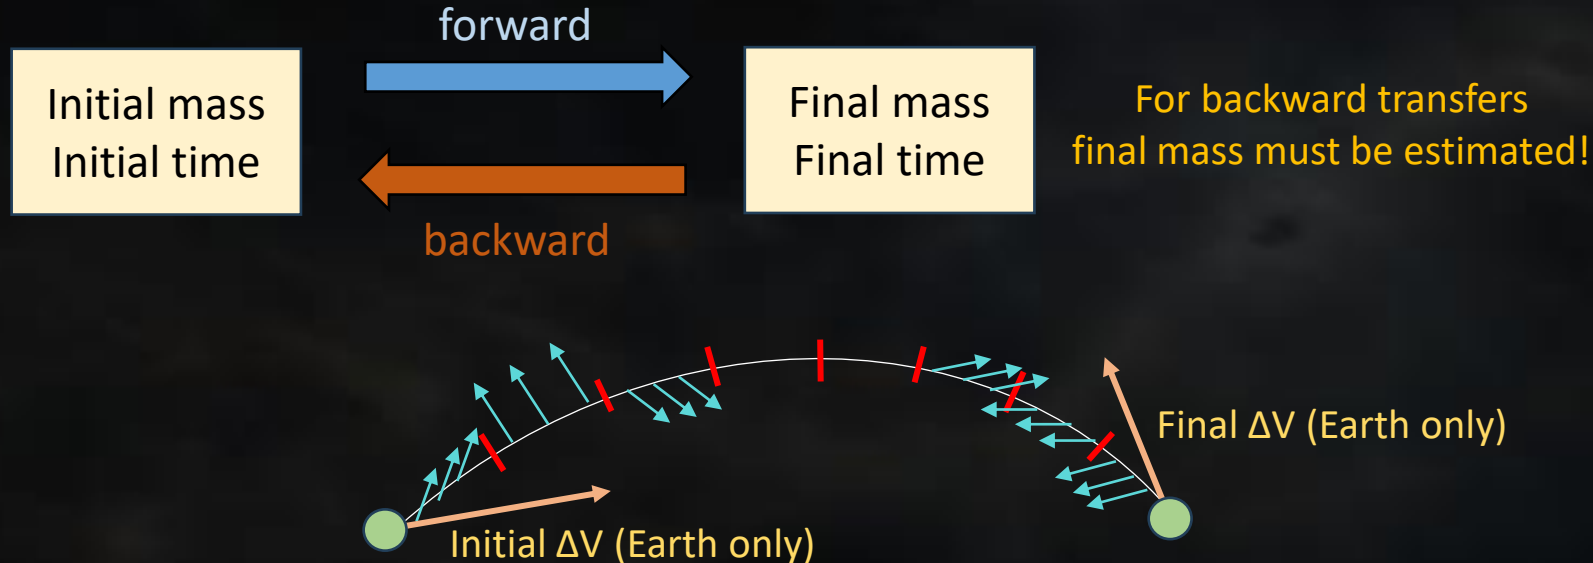 forward
Initial mass
Initial time
Final mass
Final time
For backward transfers
final mass must be estimated!
backward
Final ΔV (Earth only)
Initial ΔV (Earth only)